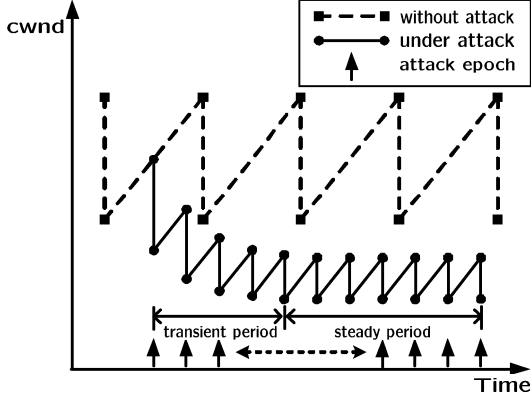 cwnd
without attack
under attack
attack epoch
transient period
steady period
Time